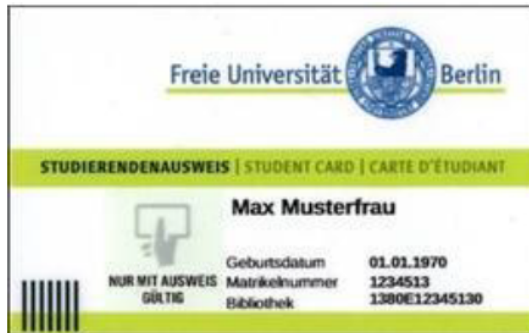 Freie Universität Berlin
STUDIERENDENAUSWEIS | STUDENT CARD | CARTE D'ÉTUDIANT
Max Musterfrau
NUR MIT AUSWEIS
GÜLTIG
Geburtsdatum 01.01.1970
Matrikelnummer 1234513
Bibliothek 1380E12345130